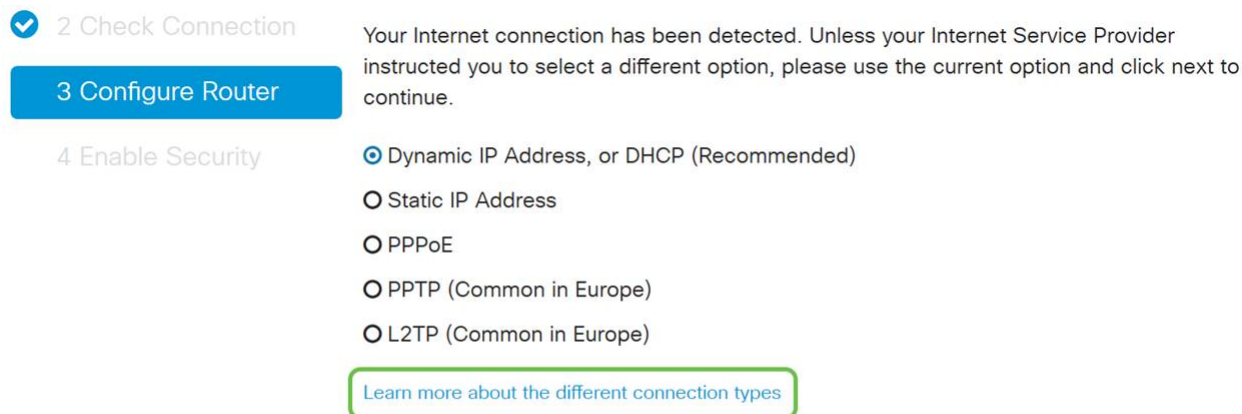 2 Check Connection
3 Configure Router
4 Enable Security
Your Internet connection has been detected. Unless your Internet Service Provider
instructed you to select a different option, please use the current option and click next to
continue.
Dynamic IP Address, or DHCP (Recommended)
Static IP Address
PPPoE
PPTP (Common in Europe)
L2TP (Common in Europe)
Learn more about the different connection types